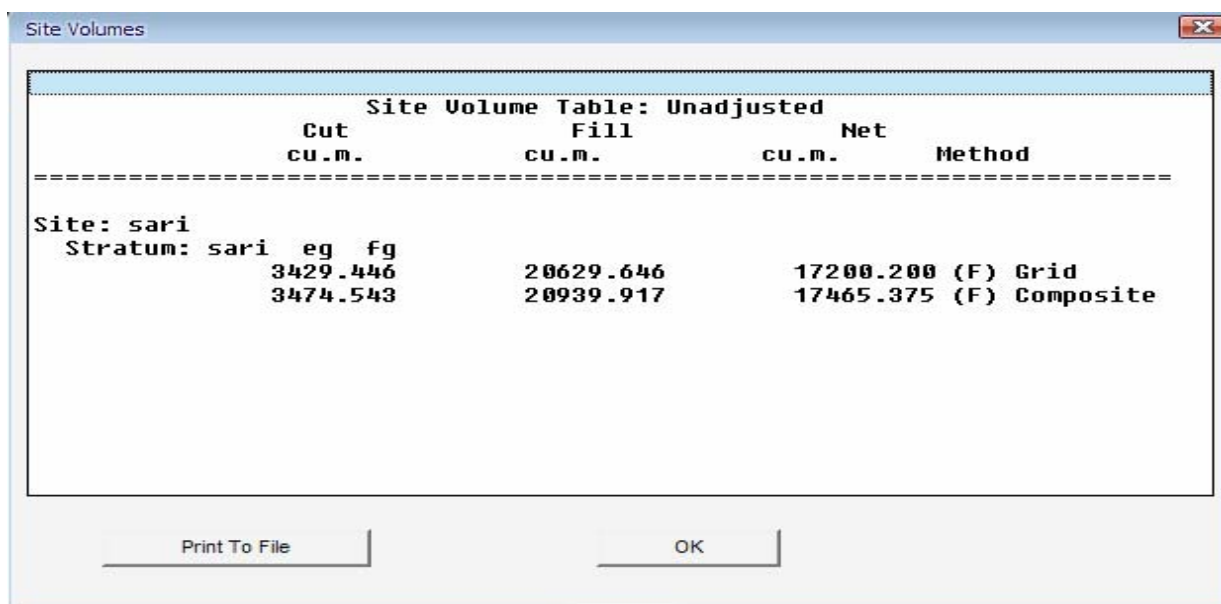 Site Volumes
Site Volume Table: Unadjusted
Cut Fill Net
cu.m. cu.m. cu.m. Method
========================================================================
Site: sari
Stratum: sari eg fg
3429.446 20629.646 17200.200 (F) Grid
3474.543 20939.917 17465.375 (F) Composite
Print To File OK